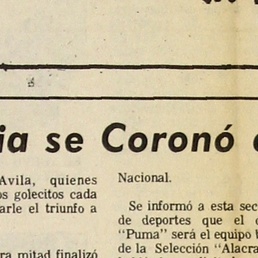 ia se Coronó
Avila, quienes
s golecitos cada
arle el triunfo a
ra mitad finalizó
Nacional.
Se informó a esta sec
de deportes que el
"Puma" será el equipo
de la Selección "Alacra